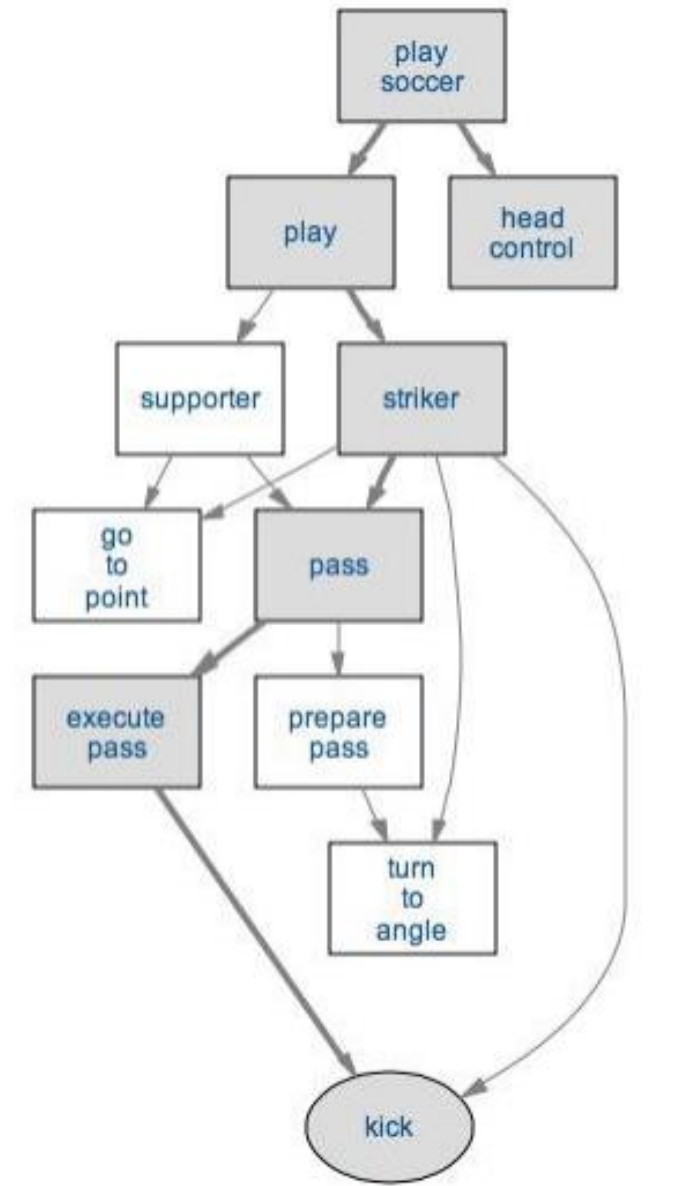 play
soccer
play
head
control
supporter
striker
go
to
point
pass
execute
pass
prepare
pass
turn
to
angle
kick